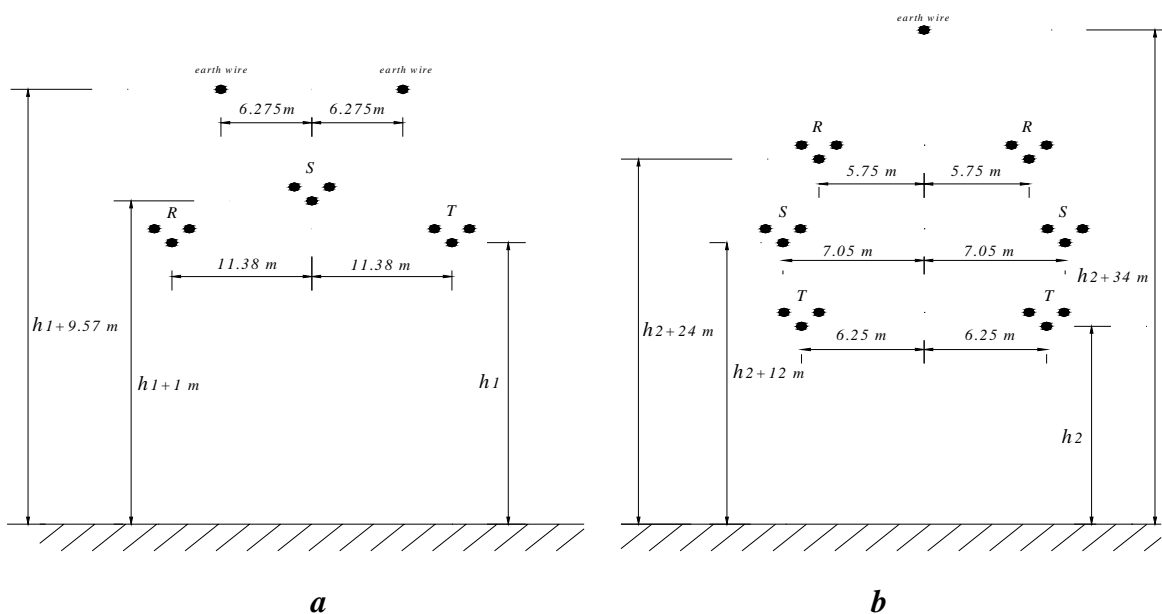 earth wire
earth wire
6.275m
6.275m
S
R
T
11.38 m
11.38 m
h1+9.57 m
h1+1 m
h1
a
earth wire
R
R
5.75 m
5.75 m
S
S
7.05 m
7.05 m
T
T
6.25 m
6.25 m
h2+34 m
h2+24 m
h2+12 m
h2
b